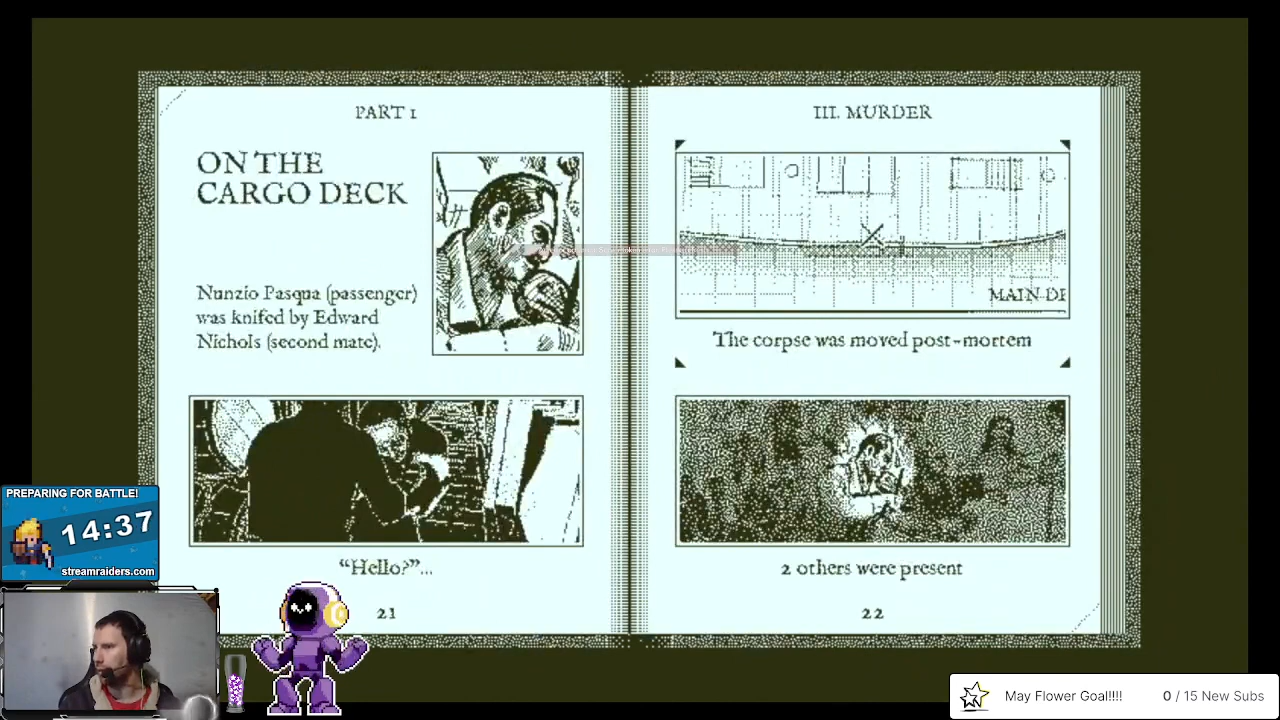 PART 1
III. MURDER
ON THE
CARGO DECK
Nunzio Pasqua (passenger)
was knifed by Edward
Nichols (second mate).
MAIN DE
The corpse was moved post-mortem
"Hello?"...
2 others were present
21
22
PREPARING FOR BATTLE!
14:37
streamraiders.com
May Flower Goal!!!!
0 / 15 New Subs